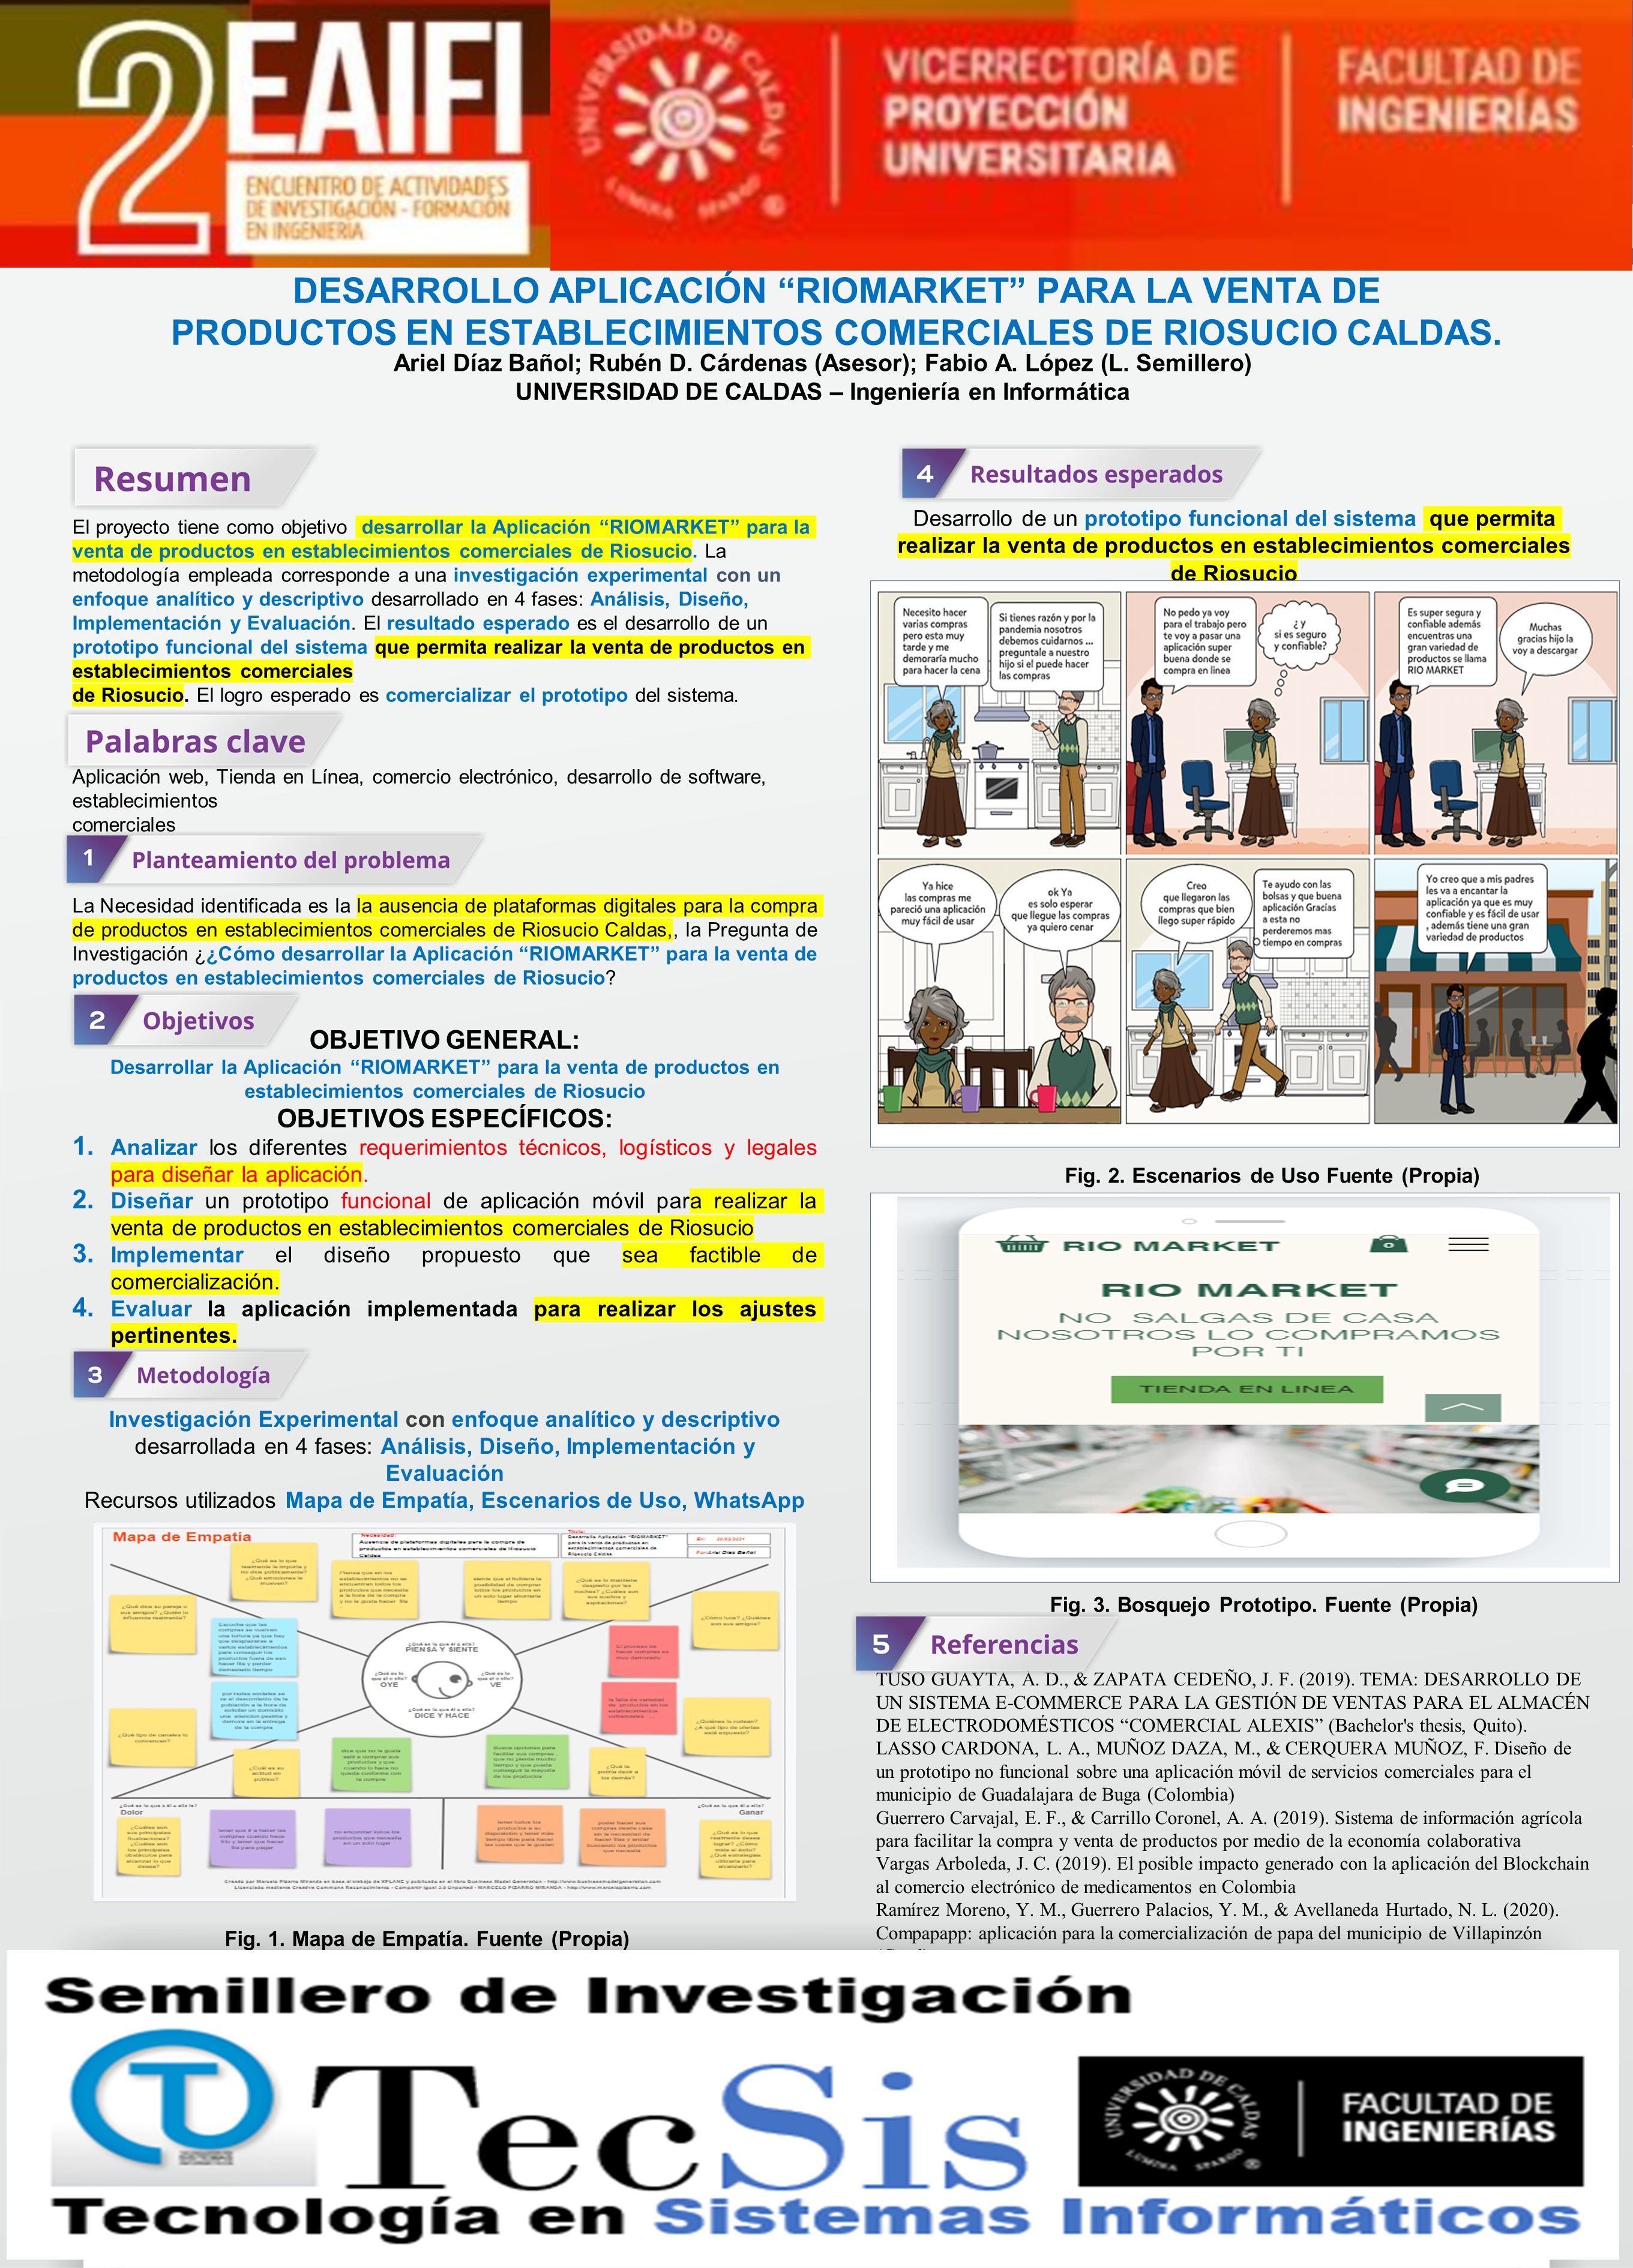 2 EAIFI
ENCUENTRO DE ACTIVIDADES
DE INVESTIGACIÓN - FORMACIÓN
EN INGENIERÍA
UNIVERSIDAD DE CALDAS
LUMINA SPARGO
VICERRECTORÍA DE
PROYECCIÓN
UNIVERSITARIA
FACULTAD DE
INGENIERÍAS
DESARROLLO APLICACIÓN “RIOMARKET” PARA LA VENTA DE
PRODUCTOS EN ESTABLECIMIENTOS COMERCIALES DE RIOSUCIO CALDAS.
Ariel Díaz Bañol; Rubén D. Cárdenas (Asesor); Fabio A. López (L. Semillero)
UNIVERSIDAD DE CALDAS – Ingeniería en Informática
Resumen
El proyecto tiene como objetivo desarrollar la Aplicación “RIOMARKET” para la
venta de productos en establecimientos comerciales de Riosucio. La
metodología empleada corresponde a una investigación experimental con un
enfoque analítico y descriptivo desarrollado en 4 fases: Análisis, Diseño,
Implementación y Evaluación. El resultado esperado es el desarrollo de un
prototipo funcional del sistema que permita realizar la venta de productos en
establecimientos comerciales
de Riosucio. El logro esperado es comercializar el prototipo del sistema.
Palabras clave
Aplicación web, Tienda en Línea, comercio electrónico, desarrollo de software,
establecimientos
comerciales
1 Planteamiento del problema
La Necesidad identificada es la la ausencia de plataformas digitales para la compra
de productos en establecimientos comerciales de Riosucio Caldas,, la Pregunta de
Investigación ¿¿Cómo desarrollar la Aplicación “RIOMARKET” para la venta de
productos en establecimientos comerciales de Riosucio?
2 Objetivos
OBJETIVO GENERAL:
Desarrollar la Aplicación “RIOMARKET” para la venta de productos en
establecimientos comerciales de Riosucio
OBJETIVOS ESPECÍFICOS:
1. Analizar los diferentes requerimientos técnicos, logísticos y legales
para diseñar la aplicación.
2. Diseñar un prototipo funcional de aplicación móvil para realizar la
venta de productos en establecimientos comerciales de Riosucio
3. Implementar el diseño propuesto que sea factible de
comercialización.
4. Evaluar la aplicación implementada para realizar los ajustes
pertinentes.
3 Metodología
Investigación Experimental con enfoque analítico y descriptivo
desarrollada en 4 fases: Análisis, Diseño, Implementación y
Evaluación
Recursos utilizados Mapa de Empatía, Escenarios de Uso, WhatsApp
Mapa de Empatía
PIENSA Y SIENTE
OYE
VE
DICE Y HACE
Dolor
Ganar
Fig. 1. Mapa de Empatía. Fuente (Propia)
4 Resultados esperados
Desarrollo de un prototipo funcional del sistema que permita
realizar la venta de productos en establecimientos comerciales
de Riosucio
Necesito hacer
varias compras
pero esta muy
tarde y me
demoraría mucho
para hacer la cena
Si tienes razón y por la
pandemia nosotros
debemos cuidarnos ...
preguntale a nuestro
hijo si el puede hacer
las compras
No pedo ya voy
para el trabajo pero
te voy a pasar una
aplicación super
buena donde se
compra en linea
¿ y
si es seguro
y confiable?
Es super segura y
confiable además
encuentras una
gran variedad de
productos se llama
RIO MARKET
Muchas
gracias hijo la
voy a descargar
Ya hice
las compras me
pareció una aplicación
muy fácil de usar
ok Ya
es solo esperar
que llegue las compras
ya quiero cenar
Creo
que llegaron las
compras que bien
llego super rápido
Te ayudo con las
bolsas y que buena
aplicación Gracias
a esta no
perderemos mas
tiempo en compras
Yo creo que a mis padres
les va a encantar la
aplicación ya que es muy
confiable y es fácil de usar
, además tiene una gran
variedad de productos
Fig. 2. Escenarios de Uso Fuente (Propia)
RIO MARKET
RIO MARKET
NO SALGAS DE CASA
NOSOTROS LO COMPRAMOS
POR TI
TIENDA EN LINEA
Fig. 3. Bosquejo Prototipo. Fuente (Propia)
5 Referencias
TUSO GUAYTA, A. D., & ZAPATA CEDEÑO, J. F. (2019). TEMA: DESARROLLO DE
UN SISTEMA E-COMMERCE PARA LA GESTIÓN DE VENTAS PARA EL ALMACÉN
DE ELECTRODOMÉSTICOS “COMERCIAL ALEXIS” (Bachelor's thesis, Quito).
LASSO CARDONA, L. A., MUÑOZ DAZA, M., & CERQUERA MUÑOZ, F. Diseño de
un prototipo no funcional sobre una aplicación móvil de servicios comerciales para el
municipio de Guadalajara de Buga (Colombia)
Guerrero Carvajal, E. F., & Carrillo Coronel, A. A. (2019). Sistema de información agrícola
para facilitar la compra y venta de productos por medio de la economía colaborativa
Vargas Arboleda, J. C. (2019). El posible impacto generado con la aplicación del Blockchain
al comercio electrónico de medicamentos en Colombia
Ramírez Moreno, Y. M., Guerrero Palacios, Y. M., & Avellaneda Hurtado, N. L. (2020).
Compapapp: aplicación para la comercialización de papa del municipio de Villapinzón
Semillero de Investigación
TecSis
Tecnología en Sistemas Informáticos
UNIVERSIDAD DE CALDAS
LUMINA SPARGO
FACULTAD DE
INGENIERÍAS